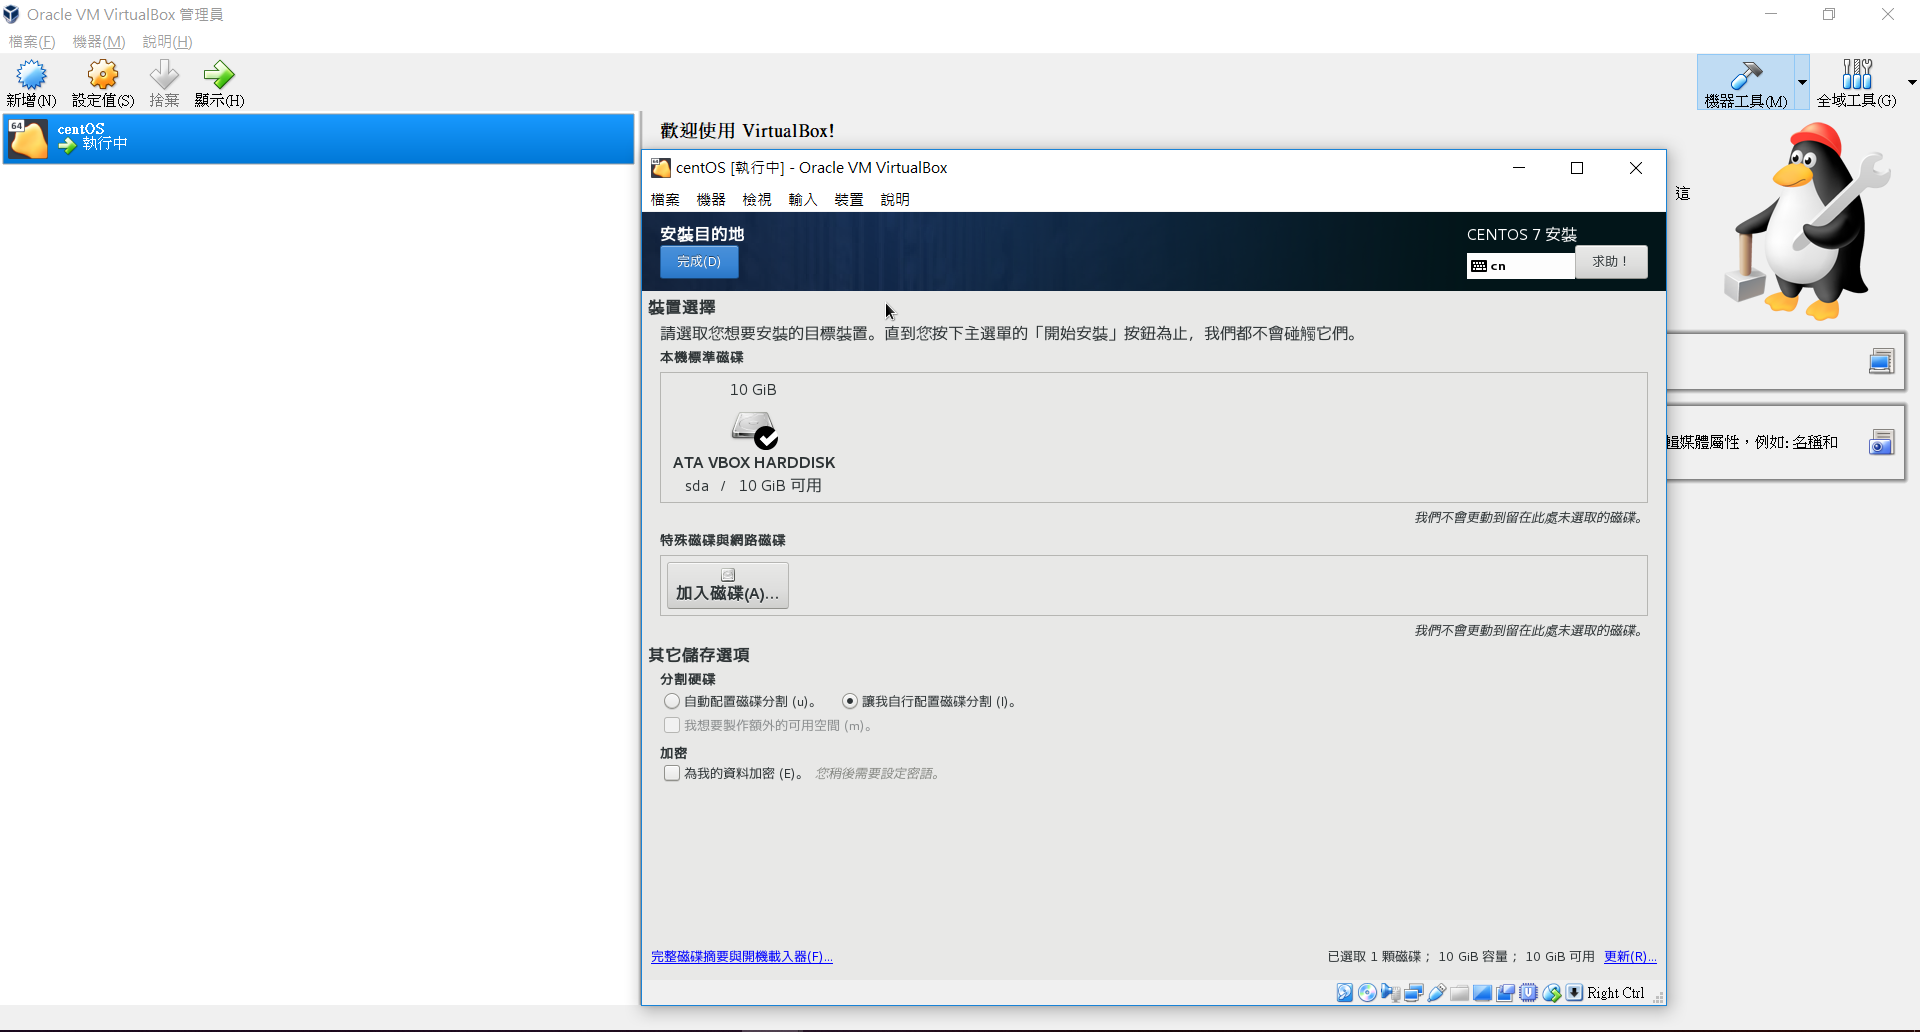 Oracle VM VirtualBox 管理員
檔案(F) 機器(M) 說明(H)
新增(N) 設定值(S) 捨棄 顯示(H)
機器工具(M) 全域工具(G)
64
centOS
執行中
歡迎使用 VirtualBox!
這
輯媒體屬性，例如: 名稱和
64
centOS [執行中] - Oracle VM VirtualBox
檔案 機器 檢視 輸入 裝置 說明
安裝目的地
完成(D)
CENTOS 7 安裝
cn
求助！
裝置選擇
請選取您想要安裝的目標裝置。直到您按下主選單的「開始安裝」按鈕為止，我們都不會碰觸它們。
本機標準磁碟
10 GiB
ATA VBOX HARDDISK
sda / 10 GiB 可用
我們不會更動到留在此處未選取的磁碟。
特殊磁碟與網路磁碟
加入磁碟(A)...
我們不會更動到留在此處未選取的磁碟。
其它儲存選項
分割硬碟
自動配置磁碟分割 (u)。 讓我自行配置磁碟分割 (I)。
我想要製作額外的可用空間 (m)。
加密
為我的資料加密 (E)。 您稍後需要設定密語。
完整磁碟摘要與開機載入器(F)...
已選取 1 顆磁碟； 10 GiB 容量； 10 GiB 可用 更新(R)...
Right Ctrl